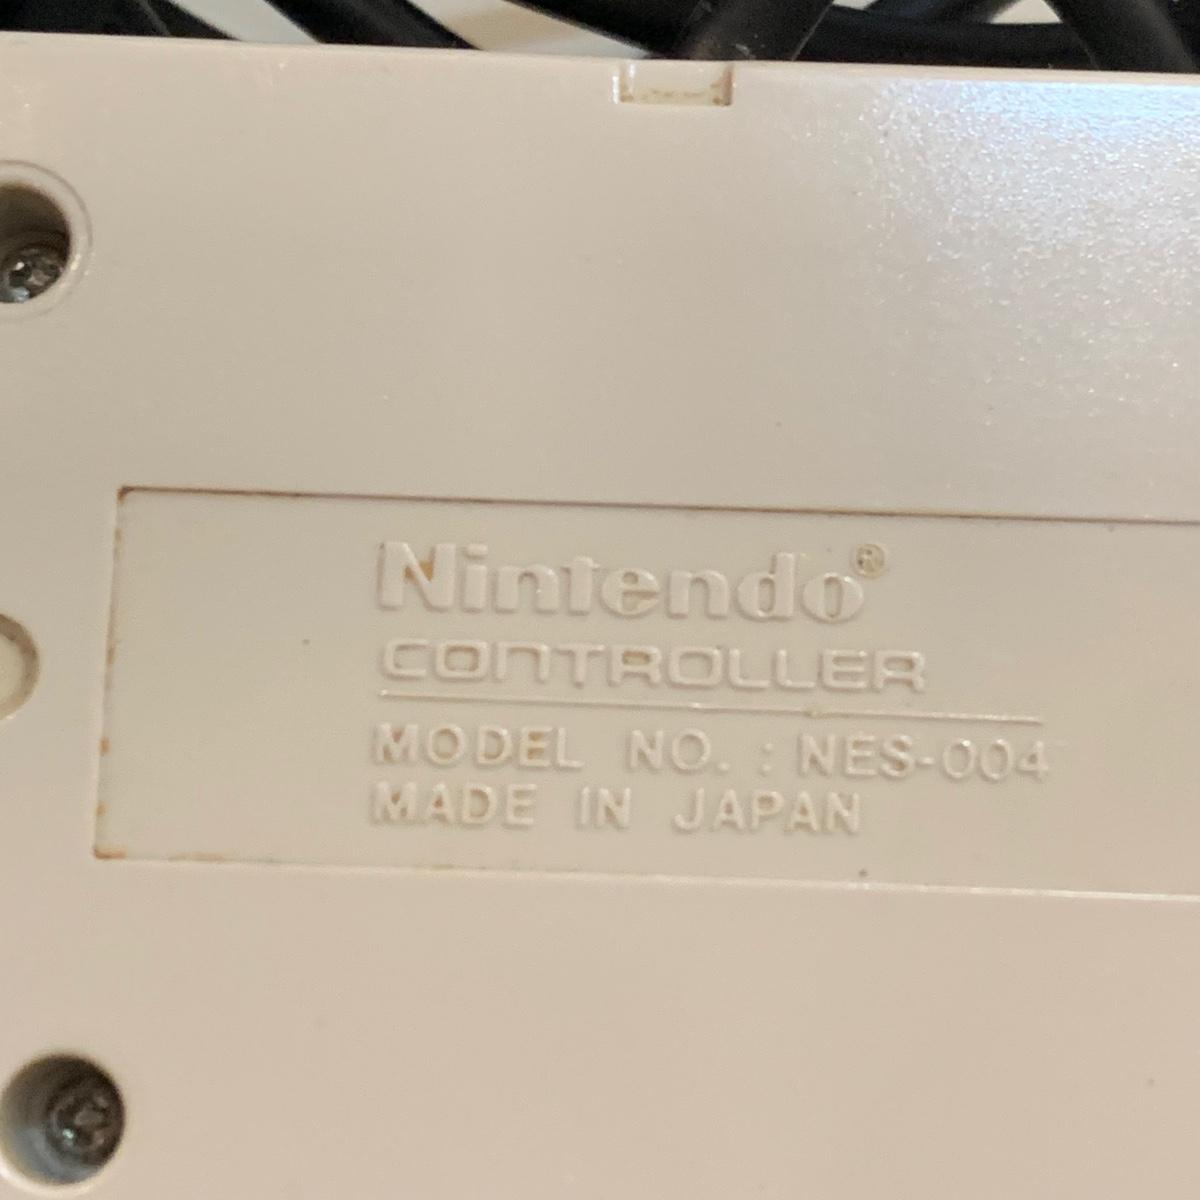 Nintendo®
CONTROLLER
MODEL NO. : NES-004
MADE IN JAPAN